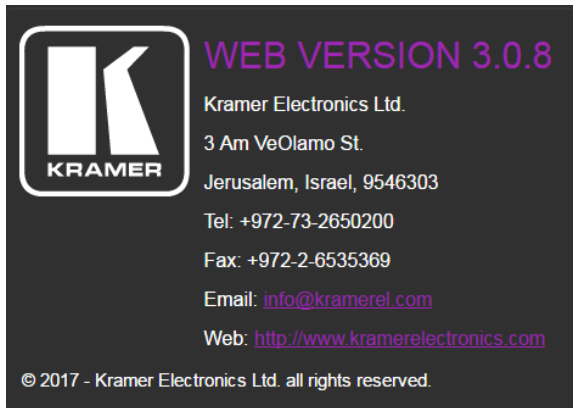 KRAMER
WEB VERSION 3.0.8
Kramer Electronics Ltd.
3 Am VeOlamo St.
Jerusalem, Israel, 9546303
Tel: +972-73-2650200
Fax: +972-2-6535369
Email: info@kramerel.com
Web: http://www.kramerelectronics.com
© 2017 - Kramer Electronics Ltd. all rights reserved.